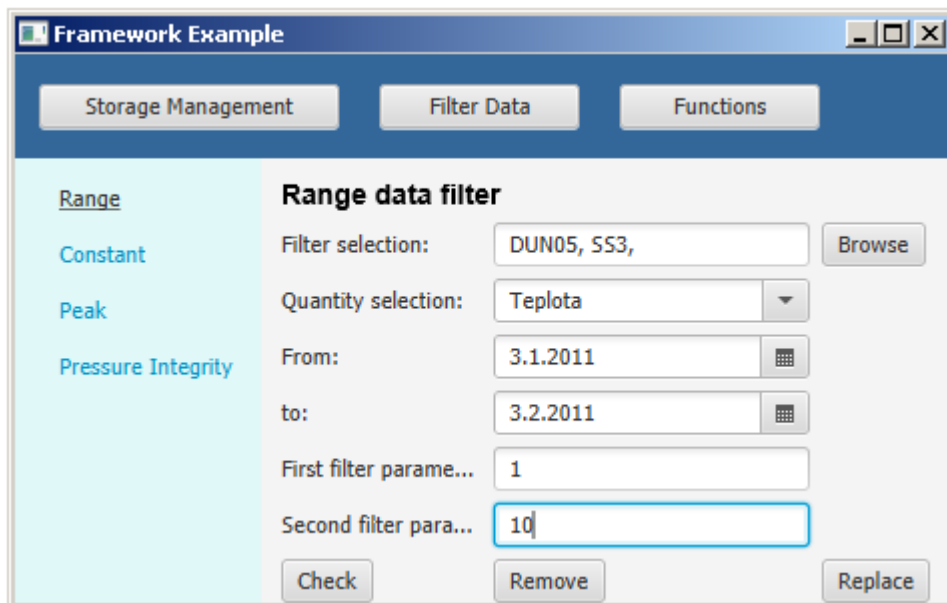 Framework Example
Storage Management Filter Data Functions
Range
Constant
Peak
Pressure Integrity
Range data filter
Filter selection: DUN05, SS3, Browse
Quantity selection: Teplota
From: 3.1.2011
to: 3.2.2011
First filter parame... 1
Second filter para... 10
Check Remove Replace